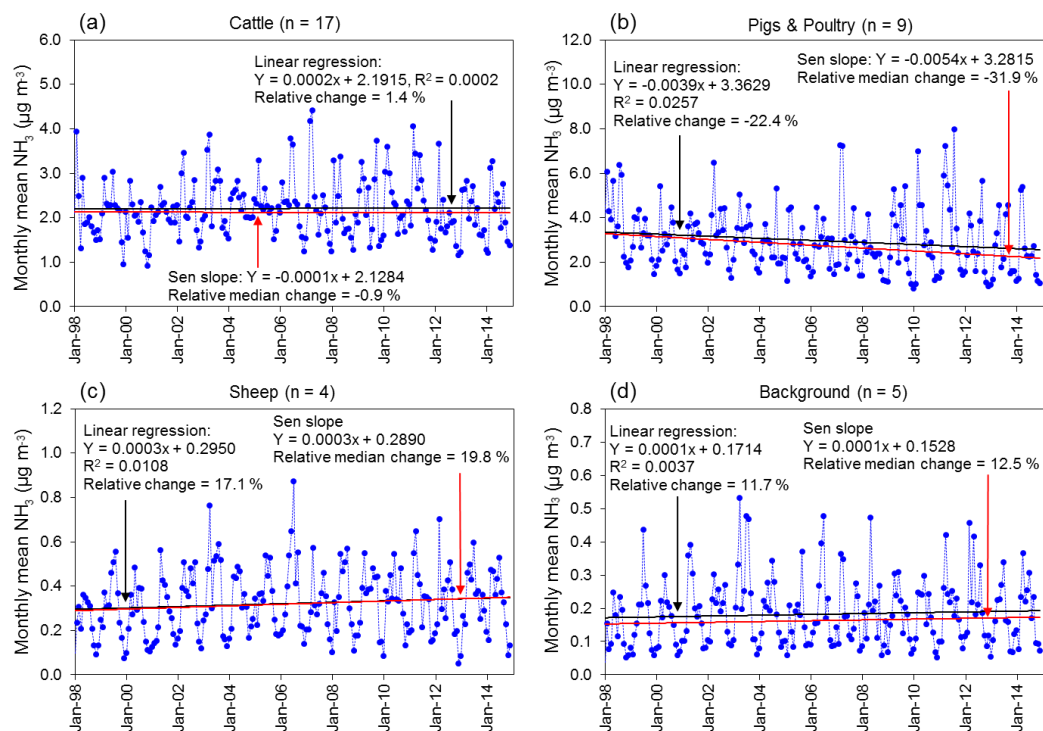 (a)
Cattle (n = 17)
Monthly mean NH3 (µg m-3)
6.0
5.0
4.0
3.0
2.0
1.0
0.0
Linear regression:
Y = 0.0002x + 2.1915, R2 = 0.0002
Relative change = 1.4 %
Sen slope: Y = -0.0001x + 2.1284
Relative median change = -0.9 %
Jan-98
Jan-00
Jan-02
Jan-04
Jan-06
Jan-08
Jan-10
Jan-12
Jan-14
(b)
Pigs & Poultry (n = 9)
Monthly mean NH3 (µg m-3)
12.0
10.0
8.0
6.0
4.0
2.0
0.0
Linear regression:
Y = -0.0039x + 3.3629
R2 = 0.0257
Relative change = -22.4 %
Sen slope: Y = -0.0054x + 3.2815
Relative median change = -31.9 %
Jan-98
Jan-00
Jan-02
Jan-04
Jan-06
Jan-08
Jan-10
Jan-12
Jan-14
(c)
Sheep (n = 4)
Monthly mean NH3 (µg m-3)
1.2
1.0
0.8
0.6
0.4
0.2
0.0
Linear regression:
Y = 0.0003x + 0.2950
R2 = 0.0108
Relative change = 17.1 %
Sen slope
Y = 0.0003x + 0.2890
Relative median change = 19.8 %
Jan-98
Jan-00
Jan-02
Jan-04
Jan-06
Jan-08
Jan-10
Jan-12
Jan-14
(d)
Background (n = 5)
Monthly mean NH3 (µg m-3)
0.8
0.7
0.6
0.5
0.4
0.3
0.2
0.1
0.0
Linear regression:
Y = 0.0001x + 0.1714
R2 = 0.0037
Relative change = 11.7 %
Sen slope
Y = 0.0001x + 0.1528
Relative median change = 12.5 %
Jan-98
Jan-00
Jan-02
Jan-04
Jan-06
Jan-08
Jan-10
Jan-12
Jan-14